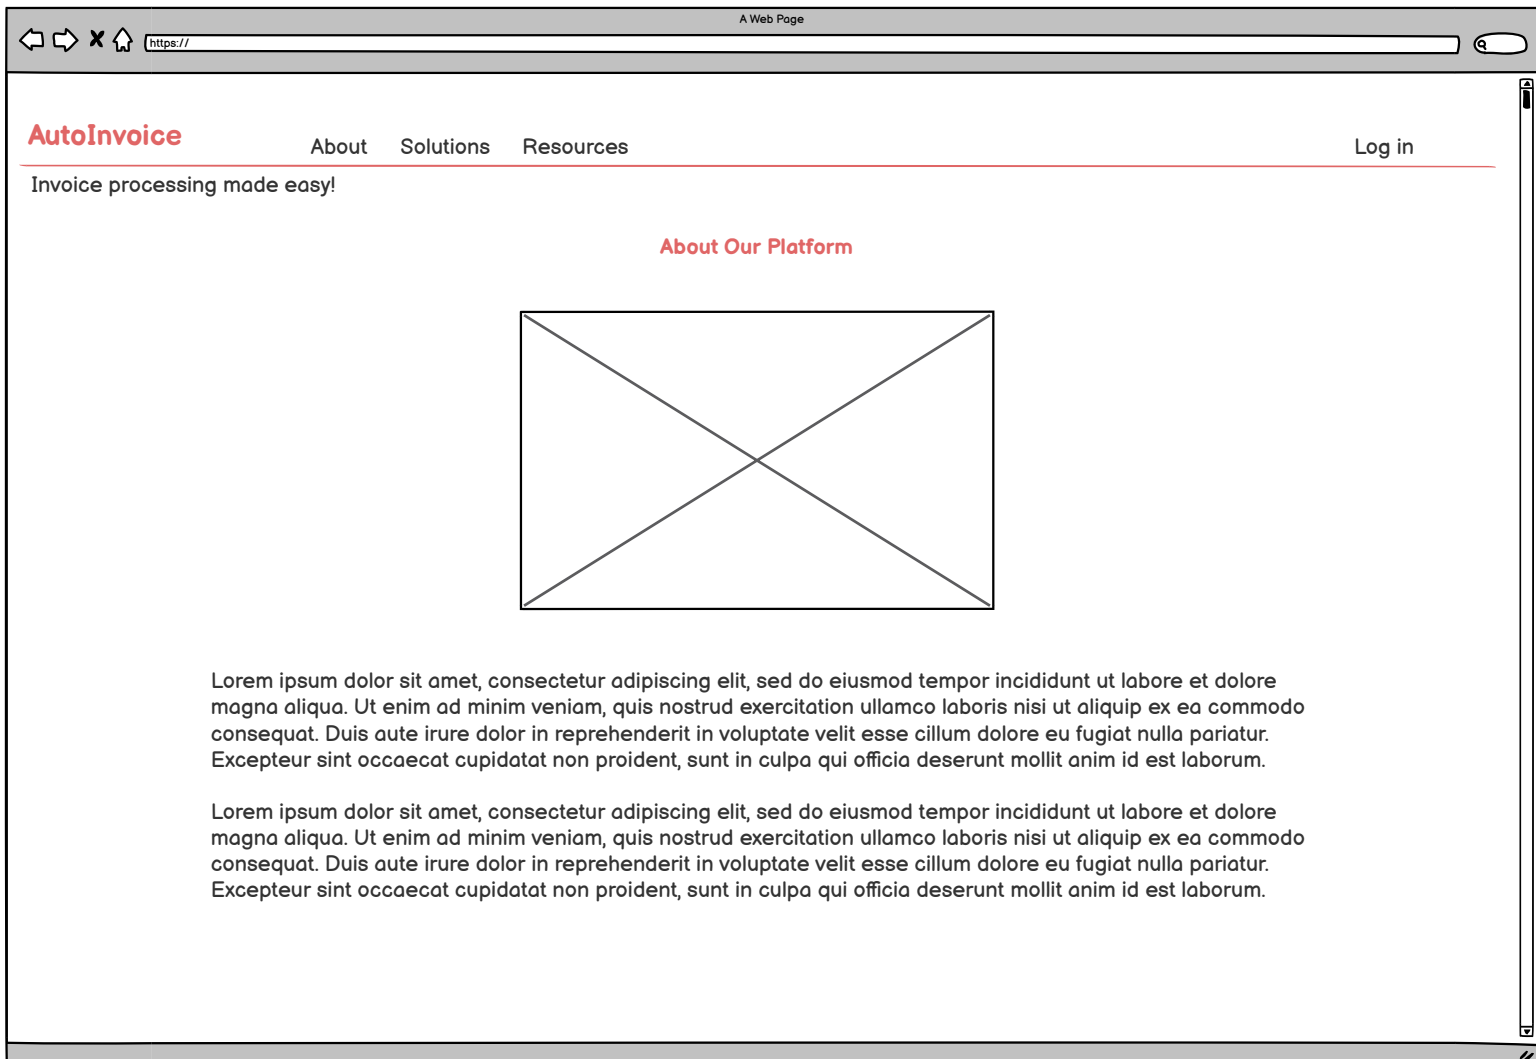 A Web Page
https://
AutoInvoice
About Solutions Resources Log in
Invoice processing made easy!
About Our Platform
Lorem ipsum dolor sit amet, consectetur adipiscing elit, sed do eiusmod tempor incididunt ut labore et dolore
magna aliqua. Ut enim ad minim veniam, quis nostrud exercitation ullamco laboris nisi ut aliquip ex ea commodo
consequat. Duis aute irure dolor in reprehenderit in voluptate velit esse cillum dolore eu fugiat nulla pariatur.
Excepteur sint occaecat cupidatat non proident, sunt in culpa qui officia deserunt mollit anim id est laborum.
Lorem ipsum dolor sit amet, consectetur adipiscing elit, sed do eiusmod tempor incididunt ut labore et dolore
magna aliqua. Ut enim ad minim veniam, quis nostrud exercitation ullamco laboris nisi ut aliquip ex ea commodo
consequat. Duis aute irure dolor in reprehenderit in voluptate velit esse cillum dolore eu fugiat nulla pariatur.
Excepteur sint occaecat cupidatat non proident, sunt in culpa qui officia deserunt mollit anim id est laborum.